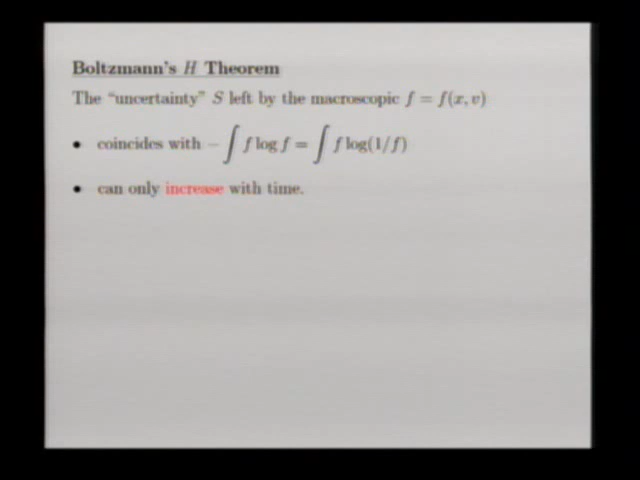 Boltzmann's H Theorem
The "uncertainty" S left by the macroscopic f = f(x, v)
• coincides with − ∫ f log f = ∫ f log(1/f)
• can only increase with time.